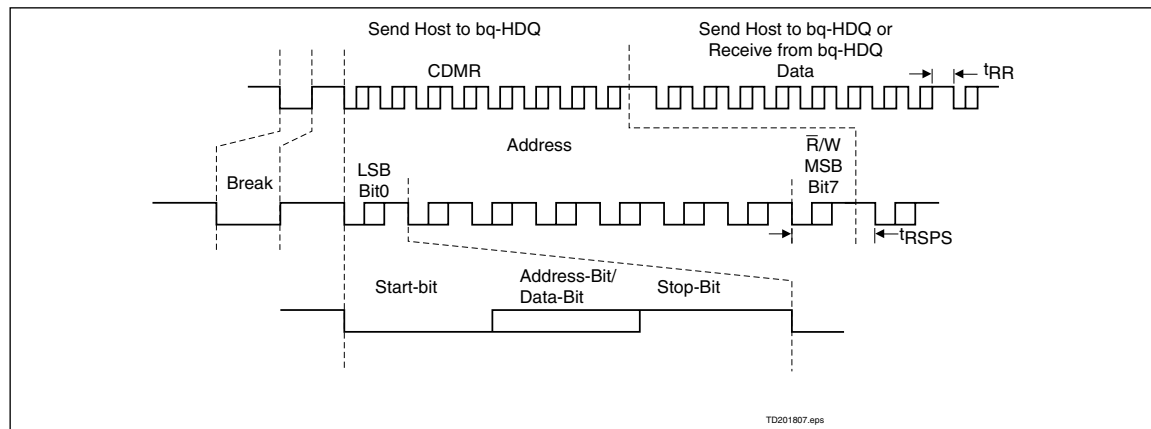 Send Host to bq-HDQ
Send Host to bq-HDQ or
Receive from bq-HDQ
CDMR
Data
tRR
Address
R̅/W
MSB
Bit7
Break
LSB
Bit0
tRSPS
Start-bit
Address-Bit/
Data-Bit
Stop-Bit
TD201807.eps